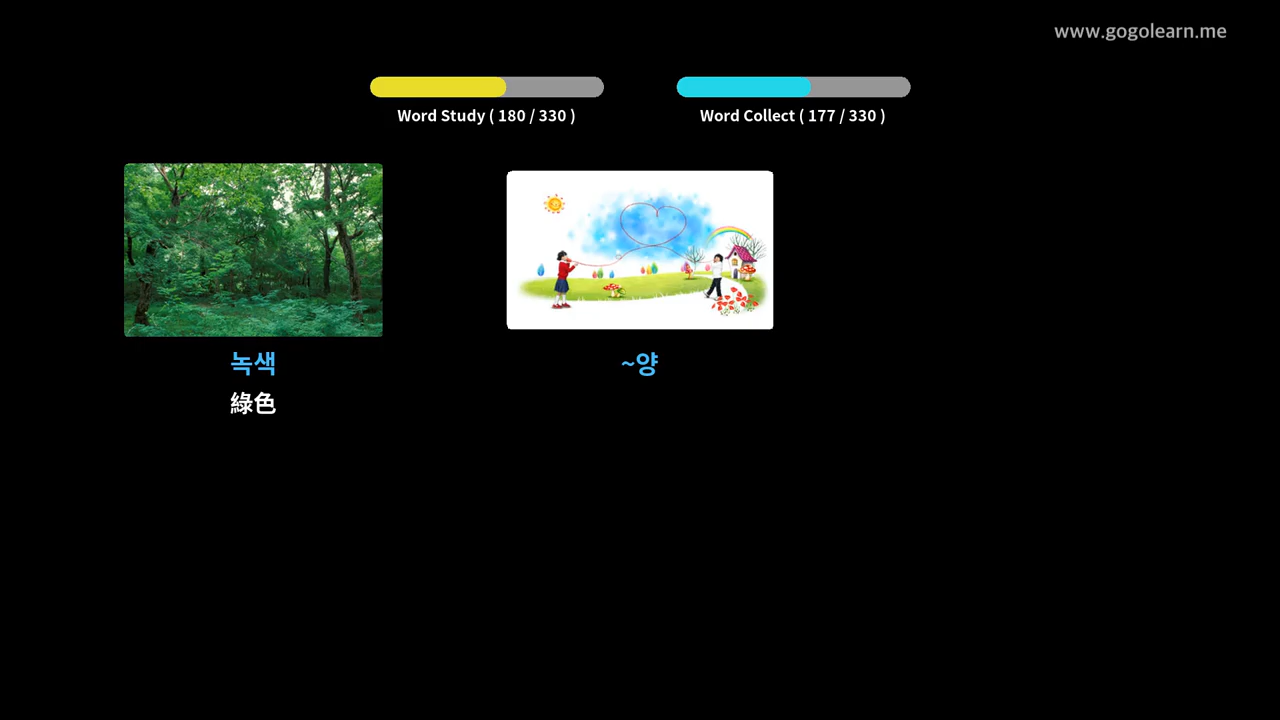 www.gogolearn.me
Word Study ( 180 / 330 )
Word Collect ( 177 / 330 )
녹색
綠色
~양